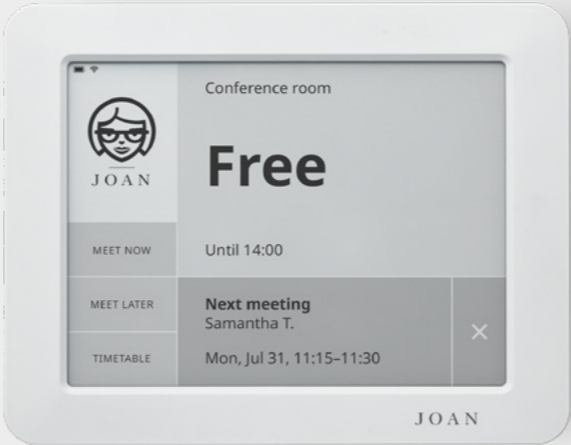 Conference room
JOAN
Free
MEET NOW
Until 14:00
MEET LATER
Next meeting
Samantha T.
TIMETABLE
Mon, Jul 31, 11:15–11:30
JOAN